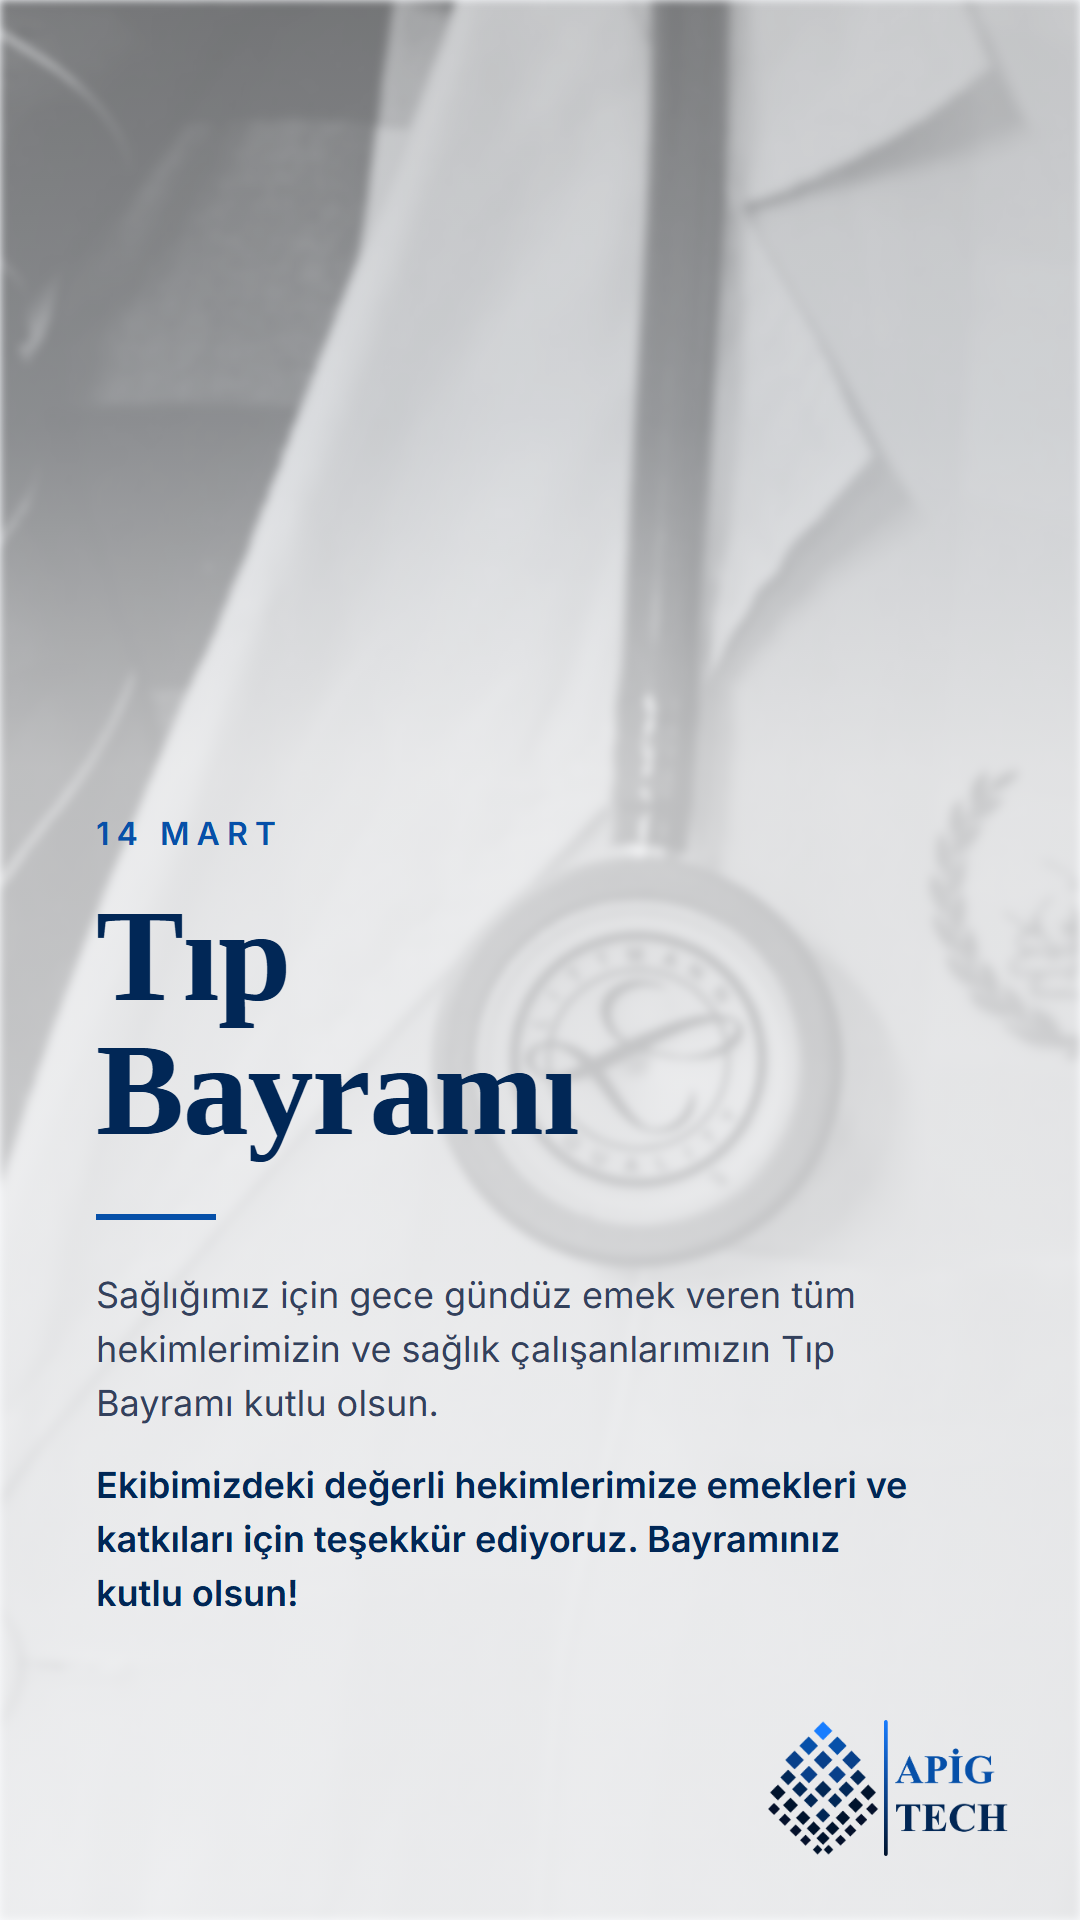 14 MART
Tıp
Bayramı
Sağlığımız için gece gündüz emek veren tüm
hekimlerimizin ve sağlık çalışanlarımızın Tıp
Bayramı kutlu olsun.
Ekibimizdeki değerli hekimlerimize emekleri ve
katkıları için teşekkür ediyoruz. Bayramınız
kutlu olsun!
APİG
TECH